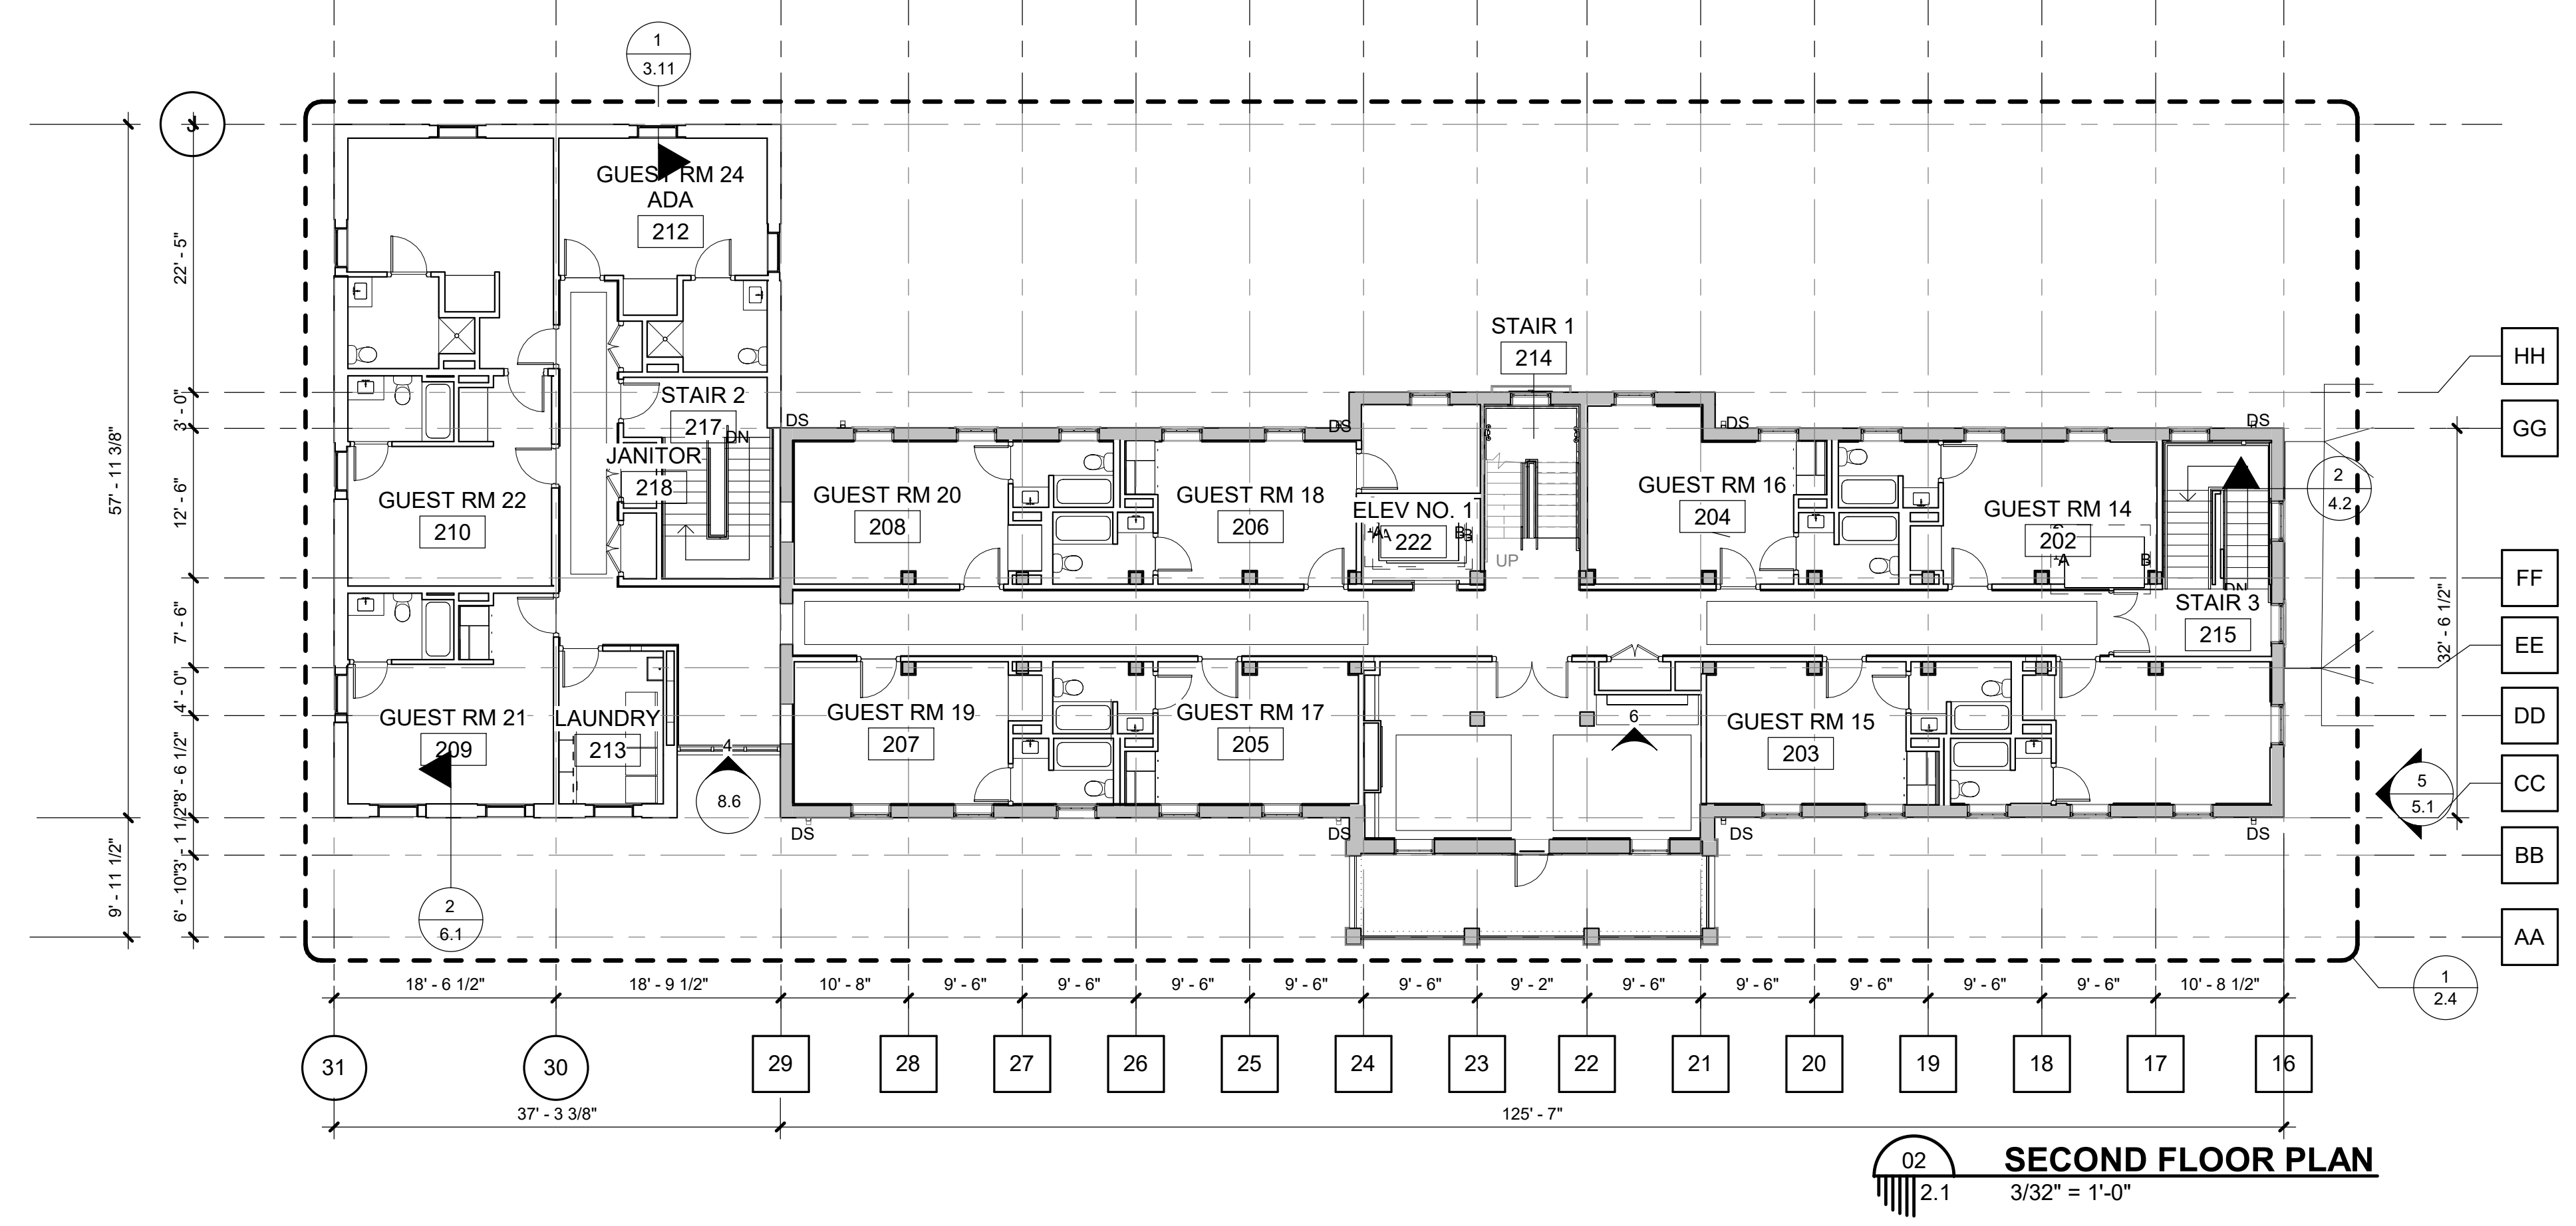 1
3.11
J
GUEST RM 24
ADA
212
22' - 5"
STAIR 1
214
HH
STAIR 2
217
DN
DS
DS
DS
DS
GG
3' - 0"
57' - 11 3/8"
JANITOR
218
GUEST RM 22
210
GUEST RM 20
208
GUEST RM 18
206
ELEV NO. 1
222
A
A
B
B
GUEST RM 16
204
GUEST RM 14
202
A
B
2
4.2
12' - 6"
UP
DN
FF
STAIR 3
215
7' - 6"
32' - 6 1/2"
EE
4' - 0"
GUEST RM 21
209
LAUNDRY
213
4
8.6
GUEST RM 19
207
GUEST RM 17
205
6
GUEST RM 15
203
DD
8' - 6 1/2"
5
5.1
CC
DS
DS
DS
DS
3' - 1 1/2"
BB
9' - 11 1/2"
6' - 10"
2
6.1
AA
1
2.4
18' - 6 1/2"
18' - 9 1/2"
10' - 8"
9' - 6"
9' - 6"
9' - 6"
9' - 6"
9' - 6"
9' - 2"
9' - 6"
9' - 6"
9' - 6"
9' - 6"
9' - 6"
10' - 8 1/2"
31
30
29
28
27
26
25
24
23
22
21
20
19
18
17
16
37' - 3 3/8"
125' - 7"
02
2.1
SECOND FLOOR PLAN
3/32" = 1'-0"